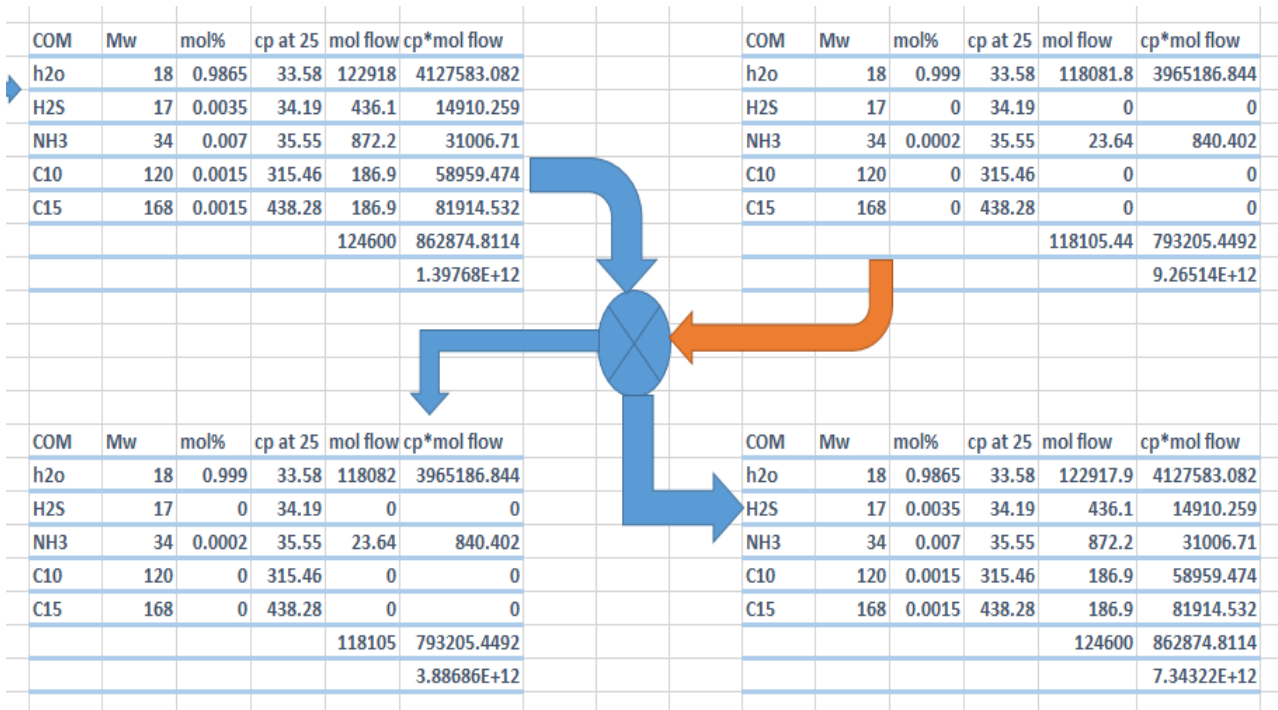 COM Mw mol% cp at 25 mol flow cp*mol flow
h2o 18 0.9865 33.58 122918 4127583.082
H2S 17 0.0035 34.19 436.1 14910.259
NH3 34 0.007 35.55 872.2 31006.71
C10 120 0.0015 315.46 186.9 58959.474
C15 168 0.0015 438.28 186.9 81914.532
124600 862874.8114
1.39768E+12
COM Mw mol% cp at 25 mol flow cp*mol flow
h2o 18 0.999 33.58 118081.8 3965186.844
H2S 17 0 34.19 0 0
NH3 34 0.0002 35.55 23.64 840.402
C10 120 0 315.46 0 0
C15 168 0 438.28 0 0
118105.44 793205.4492
9.26514E+12
COM Mw mol% cp at 25 mol flow cp*mol flow
h2o 18 0.999 33.58 118082 3965186.844
H2S 17 0 34.19 0 0
NH3 34 0.0002 35.55 23.64 840.402
C10 120 0 315.46 0 0
C15 168 0 438.28 0 0
118105 793205.4492
3.88686E+12
COM Mw mol% cp at 25 mol flow cp*mol flow
h2o 18 0.9865 33.58 122917.9 4127583.082
H2S 17 0.0035 34.19 436.1 14910.259
NH3 34 0.007 35.55 872.2 31006.71
C10 120 0.0015 315.46 186.9 58959.474
C15 168 0.0015 438.28 186.9 81914.532
124600 862874.8114
7.34322E+12